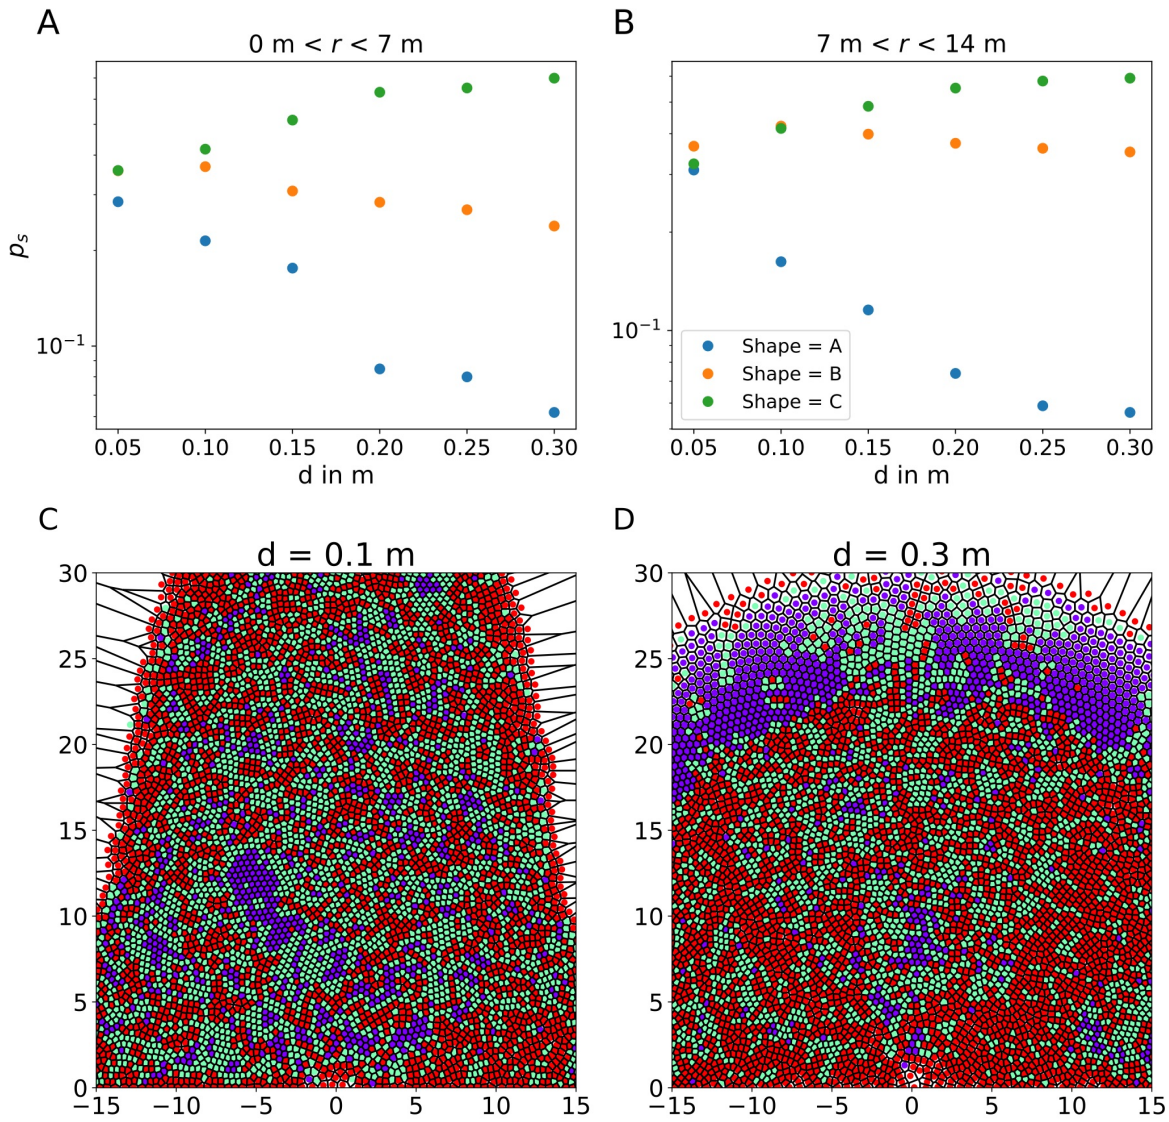 A
0 m < r < 7 m
p_s
10⁻¹
0.05 0.10 0.15 0.20 0.25 0.30
d in m
B
7 m < r < 14 m
10⁻¹
Shape = A
Shape = B
Shape = C
0.05 0.10 0.15 0.20 0.25 0.30
d in m
C
d = 0.1 m
30
25
20
15
10
5
0
−15 −10 −5 0 5 10 15
D
d = 0.3 m
30
25
20
15
10
5
0
−15 −10 −5 0 5 10 15